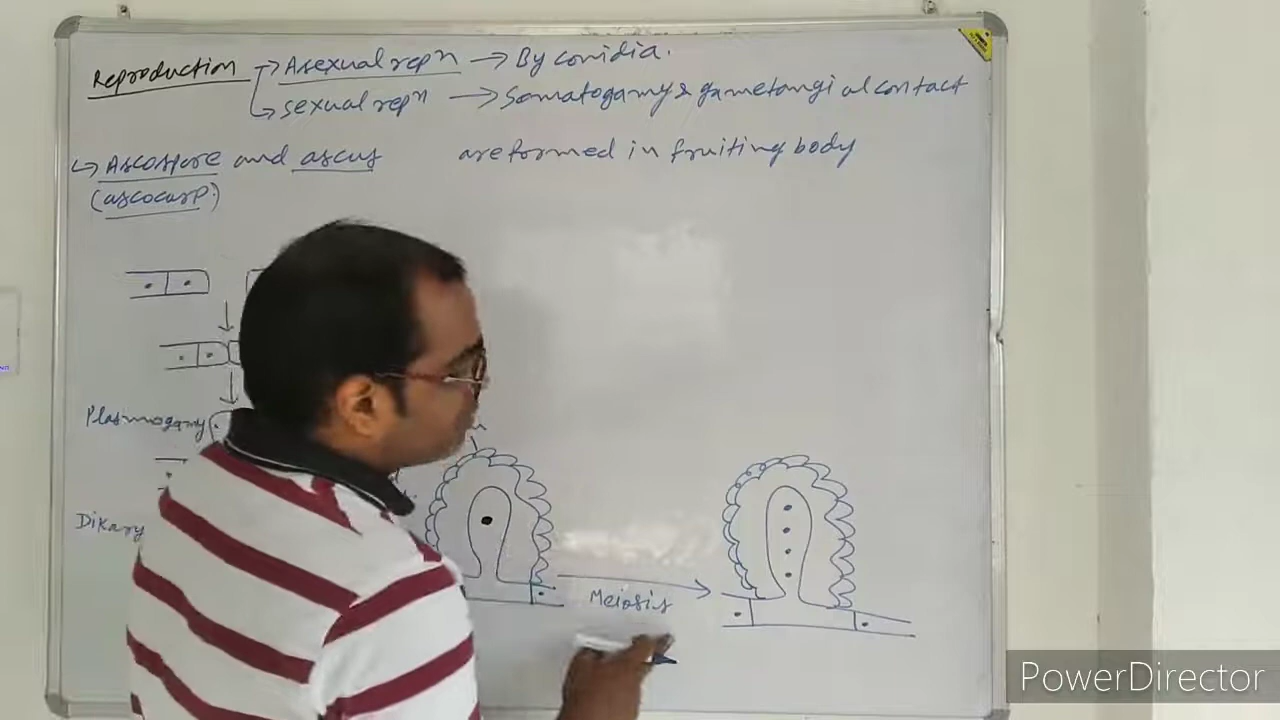 Reproduction → Asexual repn → By conidia.
↳ sexual repn → Somatogamy & gametangial contact
↳ Ascospore and ascus are formed in fruiting body
(ascocarp.)
Plasmogamy
Dikary
Meiosis
PowerDirector